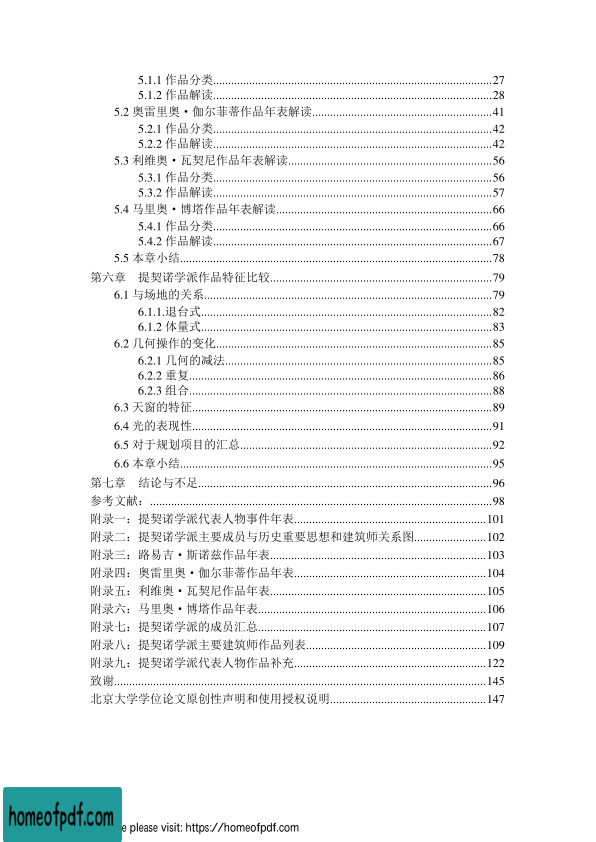 5.1.1 作品分类..............................................................................................27
5.1.2 作品解读..............................................................................................28
5.2 奥雷里奥·伽尔菲蒂作品年表解读............................................................41
5.2.1 作品分类..............................................................................................42
5.2.2 作品解读..............................................................................................42
5.3 利维奥·瓦契尼作品年表解读....................................................................56
5.3.1 作品分类..............................................................................................56
5.3.2 作品解读..............................................................................................57
5.4 马里奥·博塔作品年表解读........................................................................66
5.4.1 作品分类..............................................................................................66
5.4.2 作品解读..............................................................................................67
5.5 本章小结........................................................................................................78
第六章 提契诺学派作品特征比较..........................................................................79
6.1 与场地的关系................................................................................................79
6.1.1.退台式.................................................................................................82
6.1.2 体量式.................................................................................................83
6.2 几何操作的变化............................................................................................85
6.2.1 几何的减法.........................................................................................85
6.2.2 重复.....................................................................................................86
6.2.3 组合.....................................................................................................88
6.3 天窗的特征....................................................................................................89
6.4 光的表现性....................................................................................................91
6.5 对于规划项目的汇总....................................................................................92
6.6 本章小结........................................................................................................95
第七章 结论与不足..................................................................................................96
参考文献：..................................................................................................................98
附录一：提契诺学派代表人物事件年表................................................................101
附录二：提契诺学派主要成员与历史重要思想和建筑师关系图........................102
附录三：路易吉·斯诺兹作品年表........................................................................103
附录四：奥雷里奥·伽尔菲蒂作品年表................................................................104
附录五：利维奥·瓦契尼作品年表........................................................................105
附录六：马里奥·博塔作品年表............................................................................106
附录七：提契诺学派的成员汇总............................................................................107
附录八：提契诺学派主要建筑师作品列表............................................................109
附录九：提契诺学派代表人物作品补充................................................................122
致谢............................................................................................................................145
北京大学学位论文原创性声明和使用授权说明....................................................147
homeofpdf.com
e please visit: https://homeofpdf.com